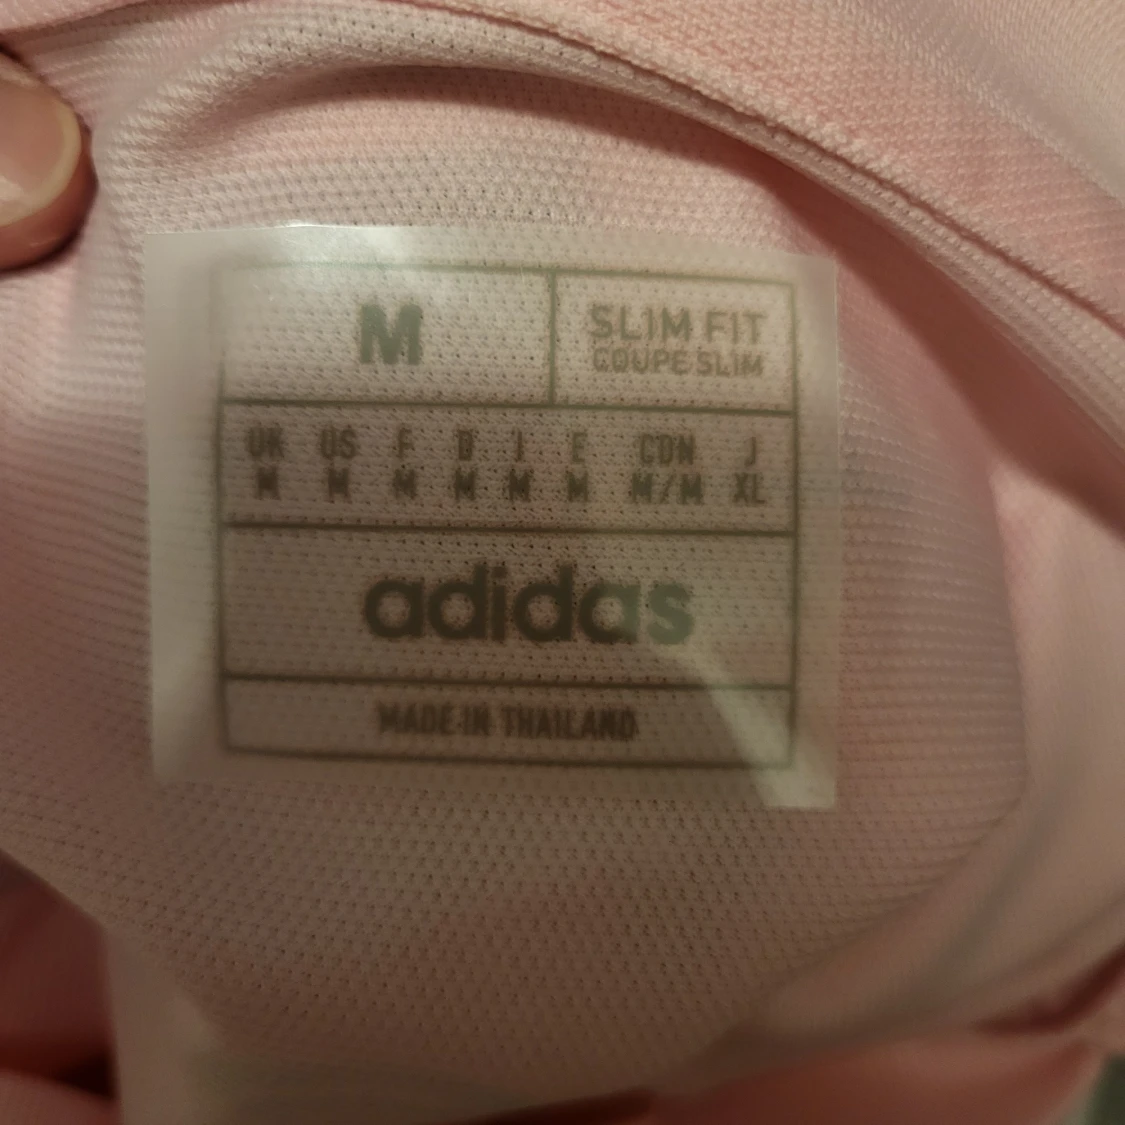 M
SLIM FIT
COUPE SLIM
UK US F D I E CDN J
M M M M M M M/M XL
adidas
MADE IN THAILAND